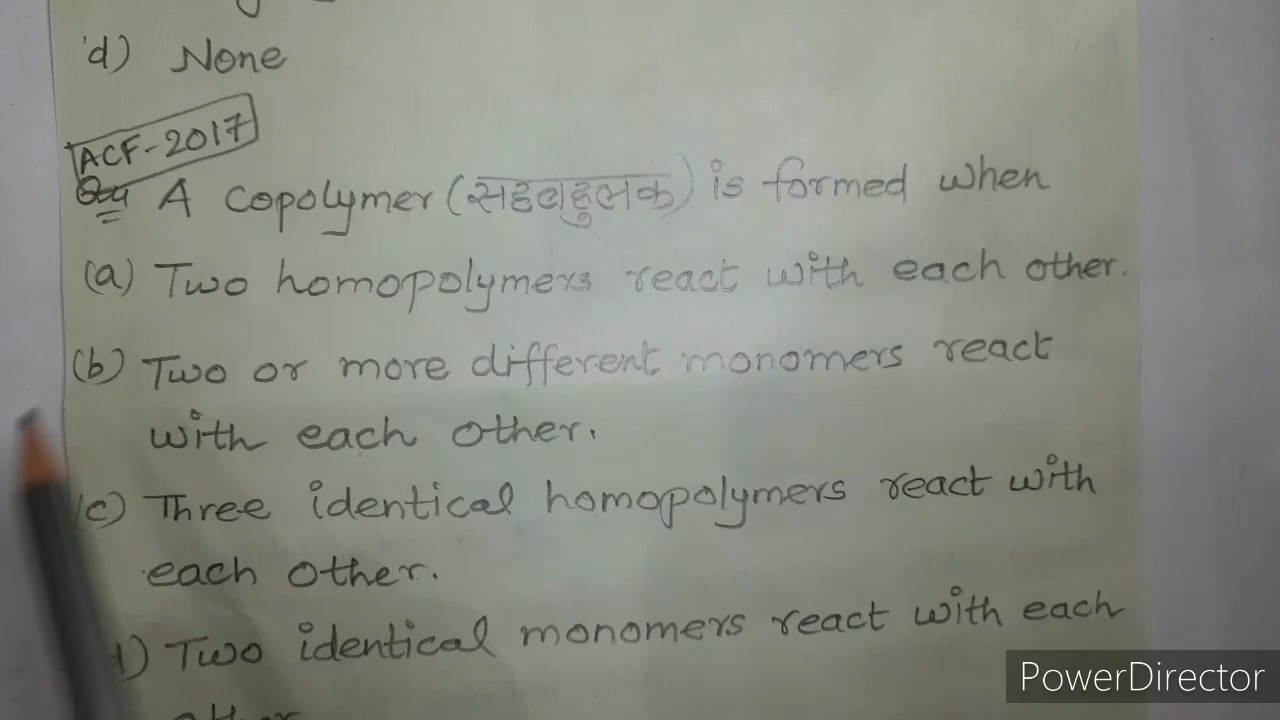 d) None
ACF-2017
A copolymer (सहबहुलक) is formed when
(a) Two homopolymers react with each other.
(b) Two or more different monomers react
with each other.
(c) Three identical homopolymers react with
each other.
d) Two identical monomers react with each
other
PowerDirector